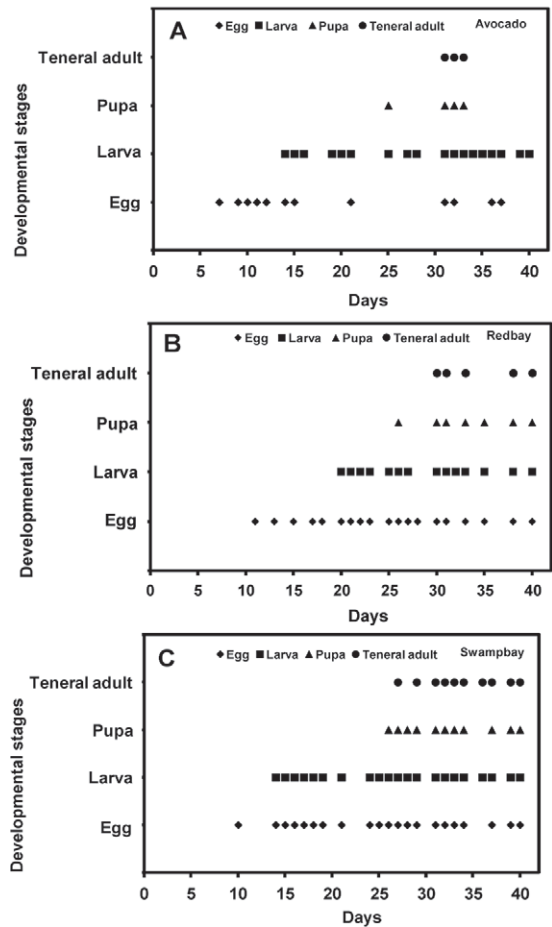 A
Egg Larva Pupa Teneral adult Avocado
Developmental stages
Teneral adult
Pupa
Larva
Egg
0 5 10 15 20 25 30 35 40
Days
B
Egg Larva Pupa Teneral adult Redbay
Developmental stages
Teneral adult
Pupa
Larva
Egg
0 5 10 15 20 25 30 35 40
Days
C
Egg Larva Pupa Teneral adult Swampbay
Developmental stages
Teneral adult
Pupa
Larva
Egg
0 5 10 15 20 25 30 35 40
Days